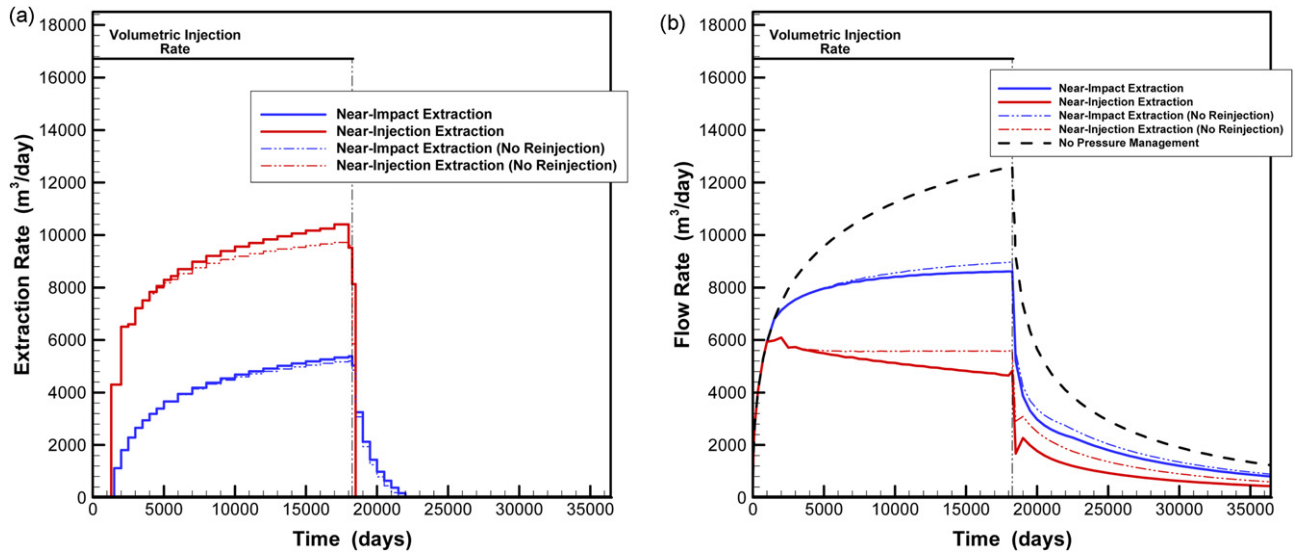 (a)
Volumetric Injection
Rate
Near-Impact Extraction
Near-Injection Extraction
Near-Impact Extraction (No Reinjection)
Near-Injection Extraction (No Reinjection)
Extraction Rate (m³/day)
18000
16000
14000
12000
10000
8000
6000
4000
2000
0
0 5000 10000 15000 20000 25000 30000 35000
Time (days)
(b)
Volumetric Injection
Rate
Near-Impact Extraction
Near-Injection Extraction
Near-Impact Extraction (No Reinjection)
Near-Injection Extraction (No Reinjection)
No Pressure Management
Flow Rate (m³/day)
18000
16000
14000
12000
10000
8000
6000
4000
2000
0
0 5000 10000 15000 20000 25000 30000 35000
Time (days)